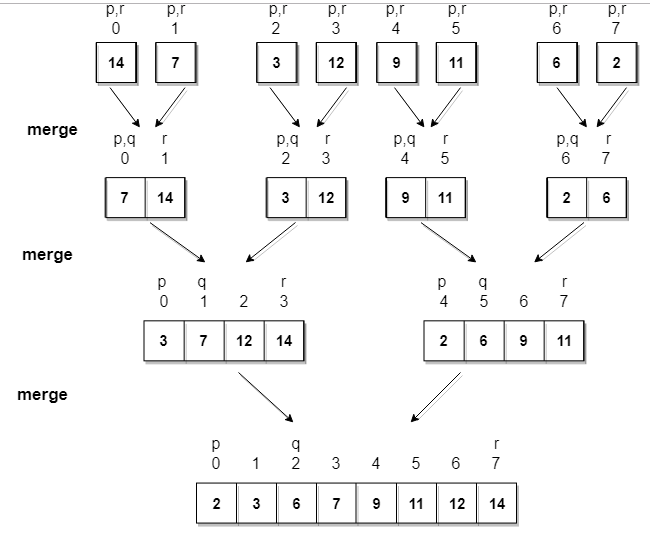 p,r p,r p,r p,r p,r p,r p,r p,r
0 1 2 3 4 5 6 7
14 7 3 12 9 11 6 2
merge
p,q r p,q r p,q r p,q r
0 1 2 3 4 5 6 7
7 14 3 12 9 11 2 6
merge
p q r p q r
0 1 2 3 4 5 6 7
3 7 12 14 2 6 9 11
merge
p q r
0 1 2 3 4 5 6 7
2 3 6 7 9 11 12 14